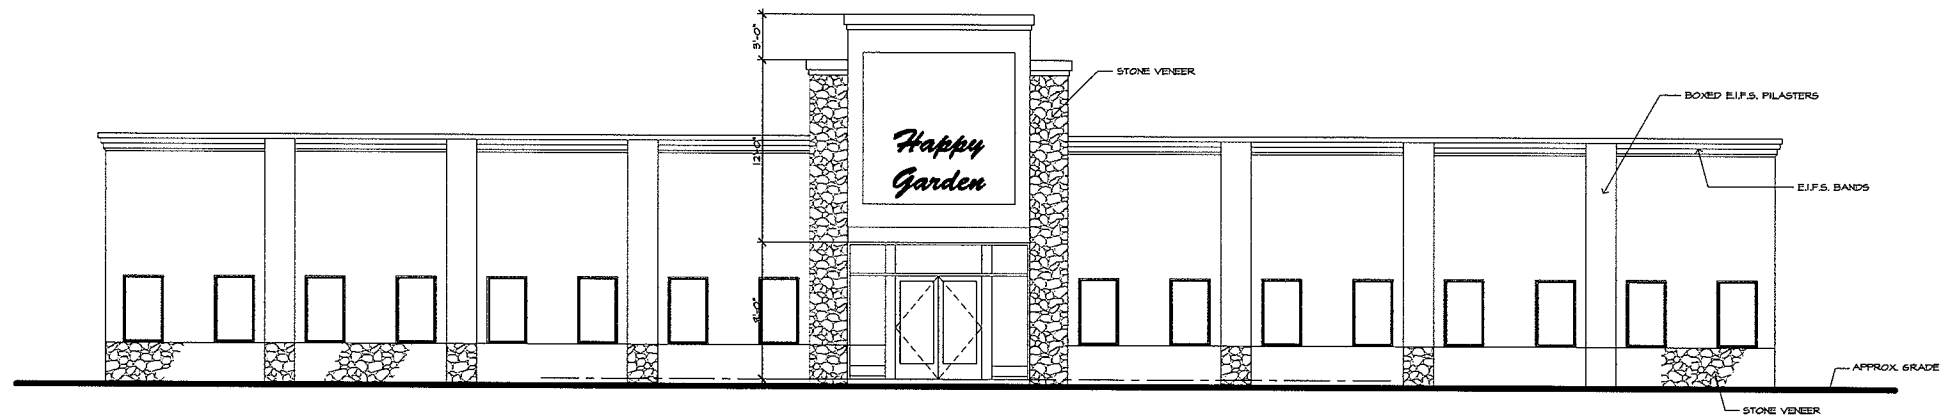 3'-0"
STONE VENEER
BOXED E.I.F.S. PILASTERS
12'-0"
Happy
Garden
E.I.F.S. BANDS
9'-0"
APPROX. GRADE
STONE VENEER